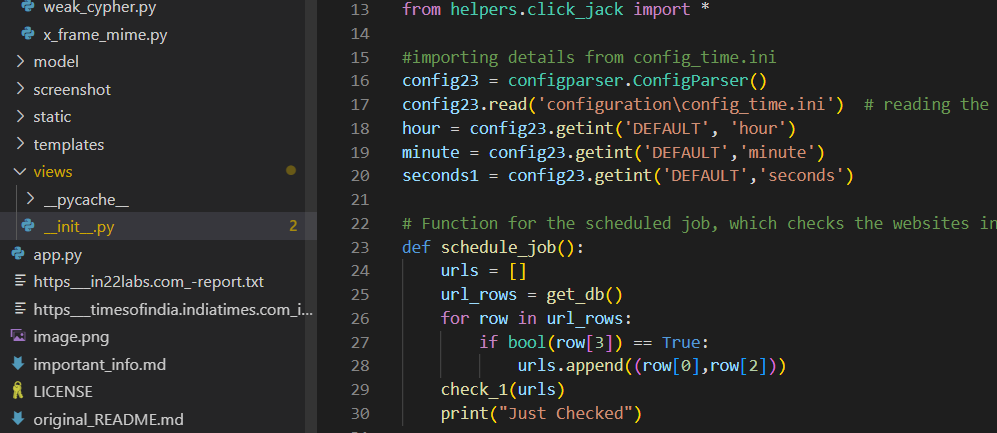 weak_cypher.py
x_frame_mime.py
model
screenshot
static
templates
views
__pycache__
__init__.py 2
app.py
https___in22labs.com_-report.txt
https___timesofindia.indiatimes.com_i...
image.png
important_info.md
LICENSE
original_README.md
13 from helpers.click_jack import *
14
15 #importing details from config_time.ini
16 config23 = configparser.ConfigParser()
17 config23.read('configuration\config_time.ini')  # reading the
18 hour = config23.getint('DEFAULT', 'hour')
19 minute = config23.getint('DEFAULT','minute')
20 seconds1 = config23.getint('DEFAULT','seconds')
21
22 # Function for the scheduled job, which checks the websites in
23 def schedule_job():
24     urls = []
25     url_rows = get_db()
26     for row in url_rows:
27         if bool(row[3]) == True:
28             urls.append((row[0],row[2]))
29     check_1(urls)
30     print("Just Checked")